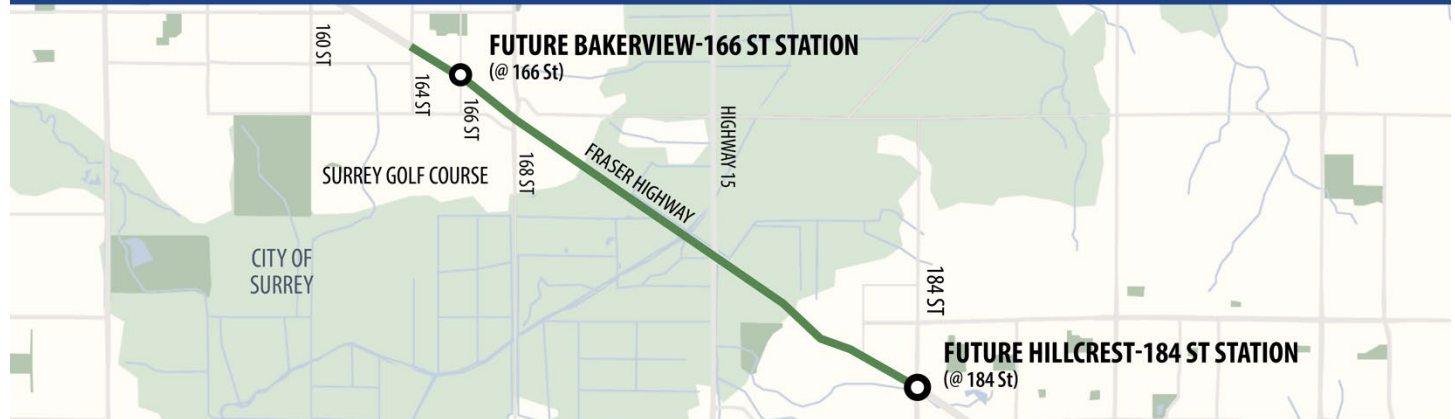 160 ST
FUTURE BAKERVIEW-166 ST STATION
(@ 166 St)
164 ST
166 ST
168 ST
HIGHWAY 15
SURREY GOLF COURSE
FRASER HIGHWAY
CITY OF
SURREY
184 ST
FUTURE HILLCREST-184 ST STATION
(@ 184 St)